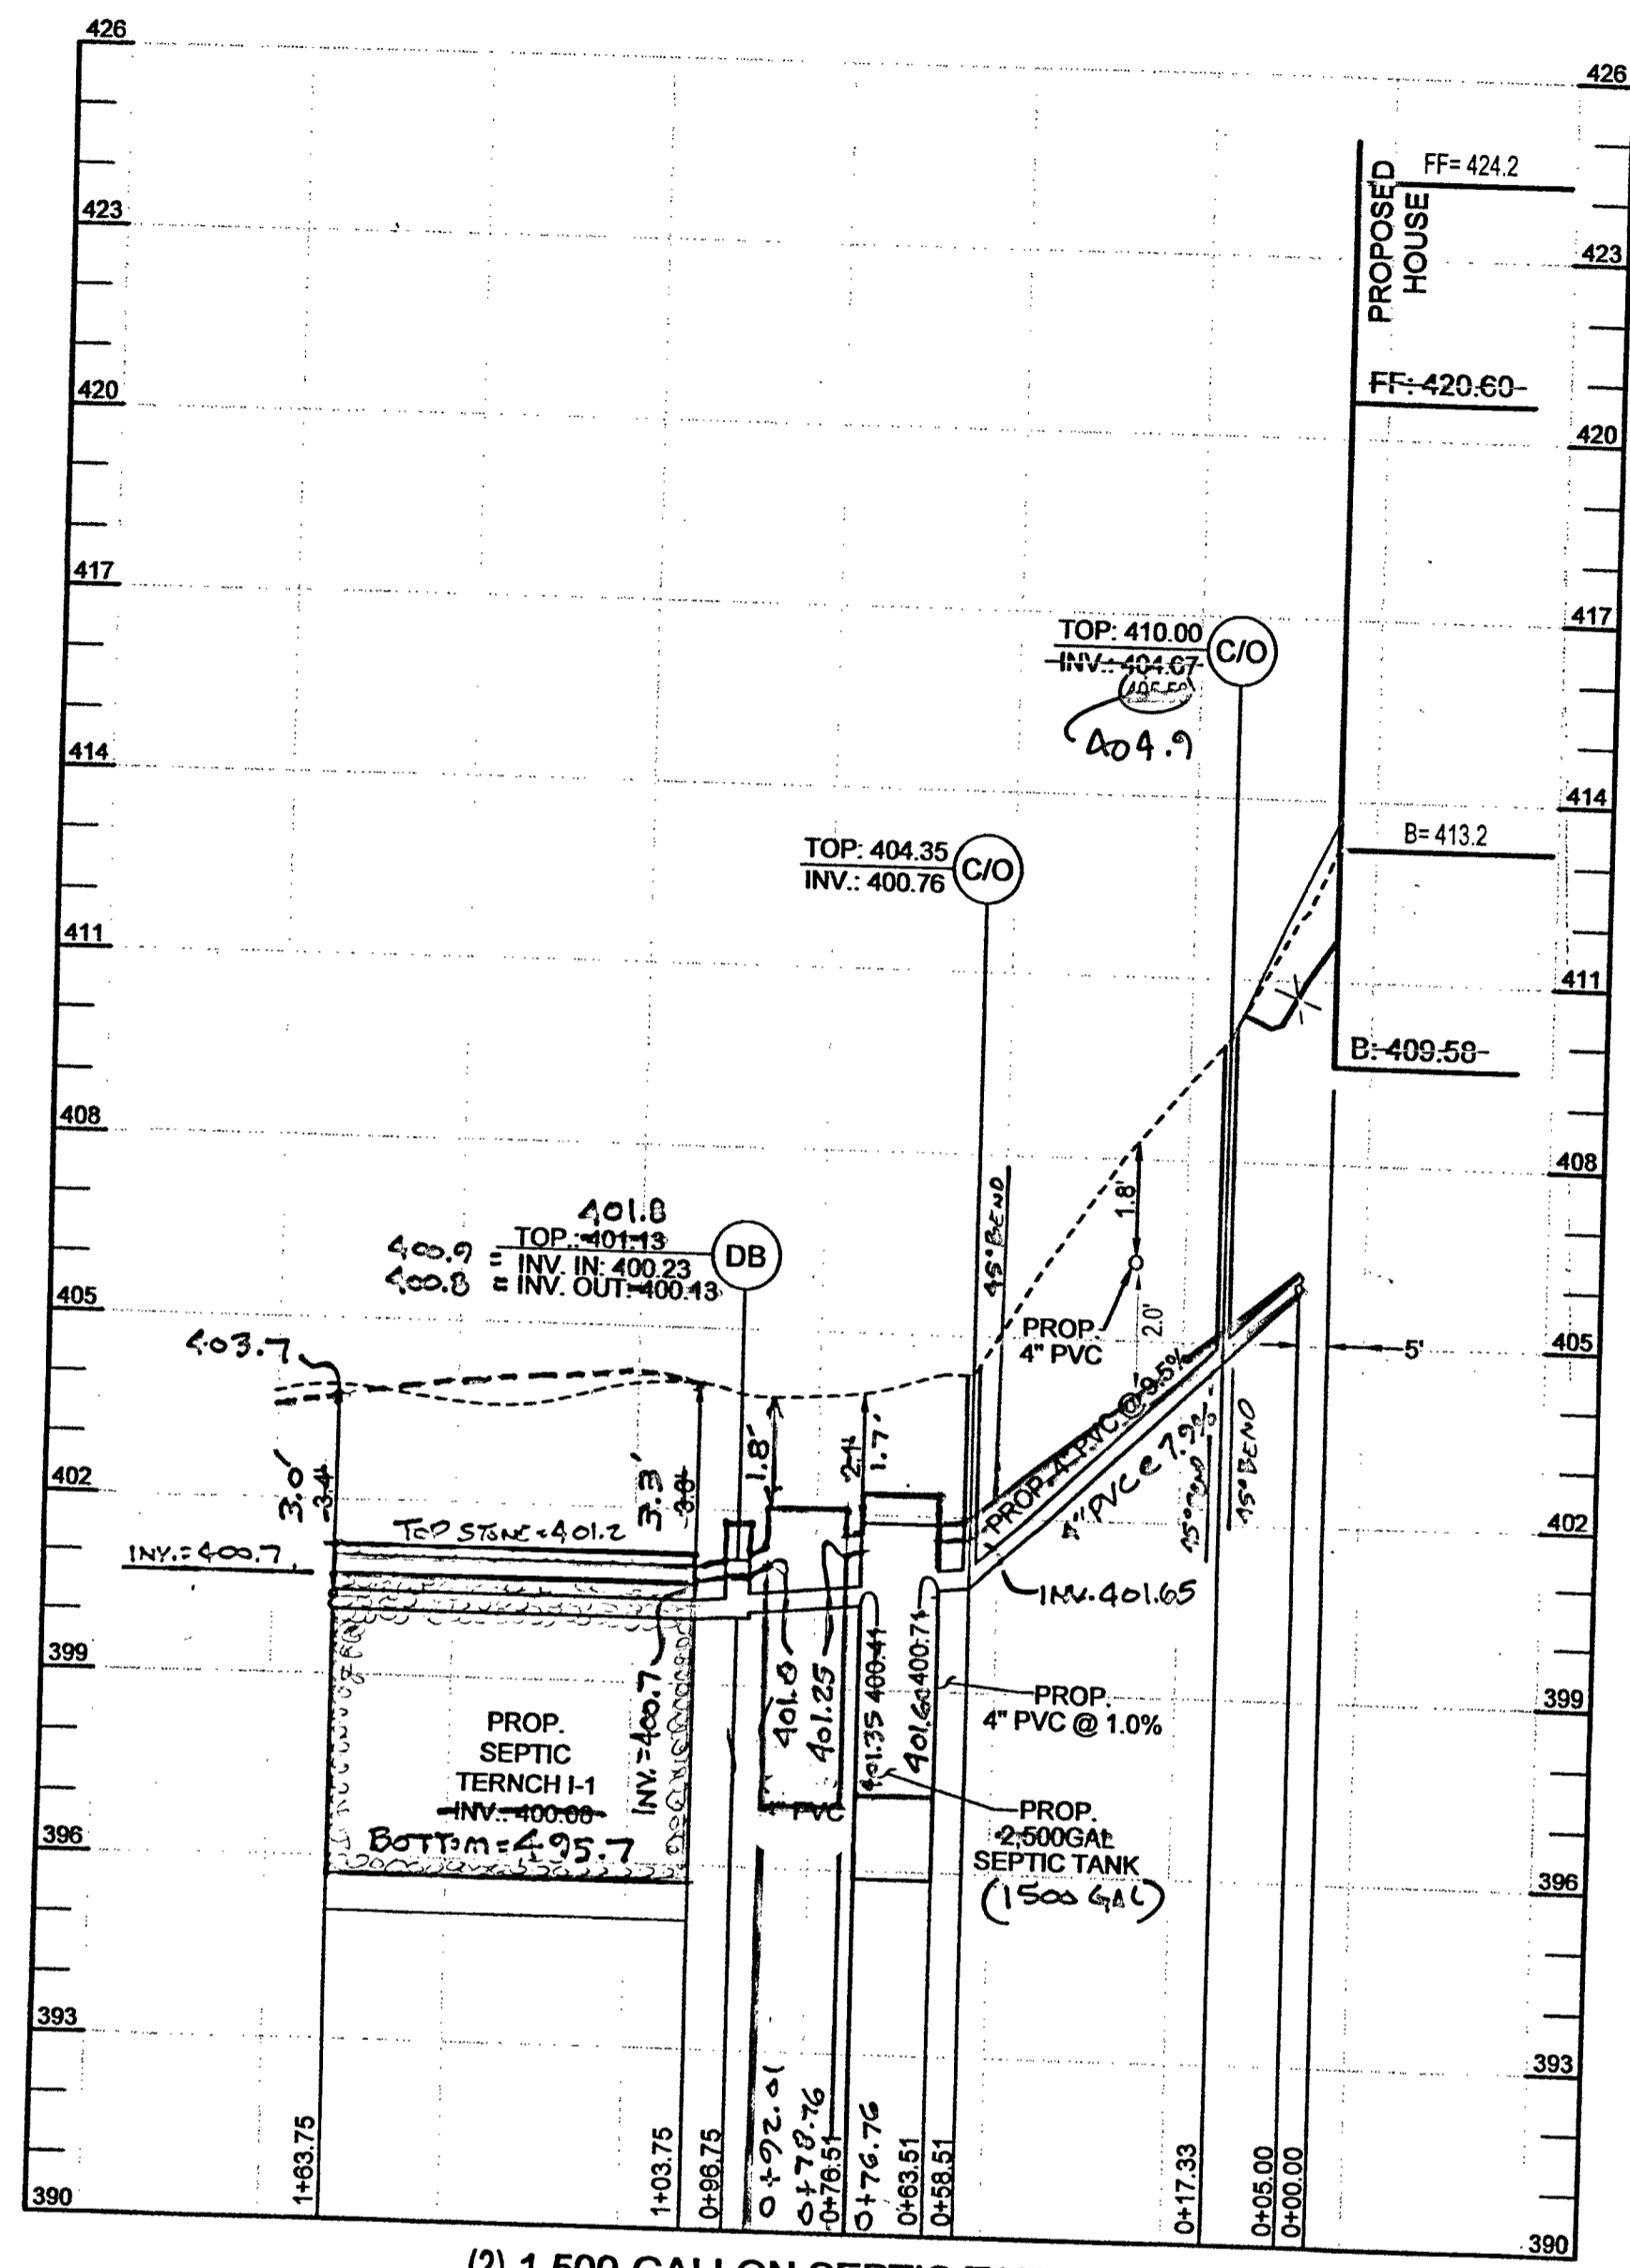 426
426
PROPOSED
HOUSE
FF= 424.2
423
423
FF: 420.60
420
420
417
417
TOP: 410.00
INV.: 404.67
C/O
404.9
414
414
B= 413.2
TOP: 404.35
INV.: 400.76
C/O
411
411
B: 409.58
408
408
1.8'
45° BEND
401.8
TOP.: 401.13
400.9 = INV. IN: 400.23
400.8 = INV. OUT: 400.13
DB
405
405
PROP.
4" PVC
2.0'
5'
403.7
PROP. 4" PVC @ 9.5%
4" PVC @ 7.9%
45° BEND
45° BEND
3.0'
3.4'
3.3'
1.8'
2.1'
1.7'
402
402
TOP STONE = 401.2
INV. = 400.7
INV. 401.65
399
399
INV. = 400.7
401.25
401.35 400.41
401.60 400.71
PROP.
4" PVC @ 1.0%
PROP.
SEPTIC
TERNCH I-1
INV.: 400.08
BOTTOM = 495.7
PVC
PROP.
2,500GAL
SEPTIC TANK
(1500 GAL)
396
396
393
393
1+63.75
1+03.75
0+96.75
0+92.01
0+78.76
0+76.51
0+76.76
0+63.51
0+58.51
0+17.33
0+05.00
0+00.00
390
390